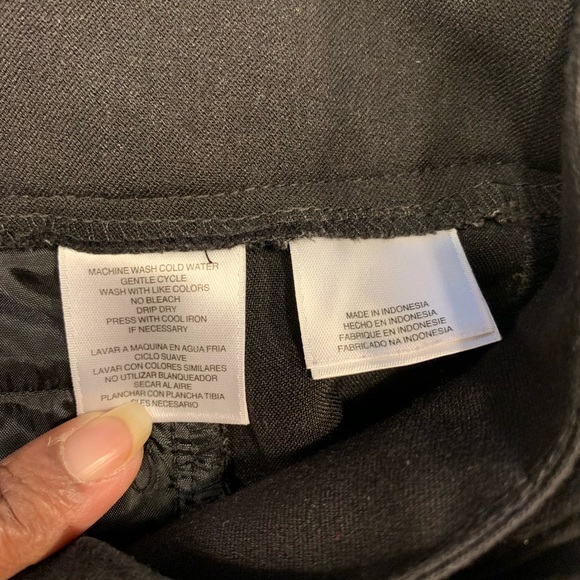 MACHINE WASH COLD WATER
GENTLE CYCLE
WASH WITH LIKE COLORS
NO BLEACH
DRIP DRY
PRESS WITH COOL IRON
IF NECESSARY
LAVAR A MAQUINA EN AGUA FRIA
CICLO SUAVE
LAVAR CON COLORES SIMILARES
NO UTILIZAR BLANQUEADOR
SECAR AL AIRE
PLANCHAR CON PLANCHA TIBIA
NECESARIO
MADE IN INDONESIA
HECHO EN INDONESIA
FABRIQUE EN INDONESIE
FABRICADO NA INDONESIA